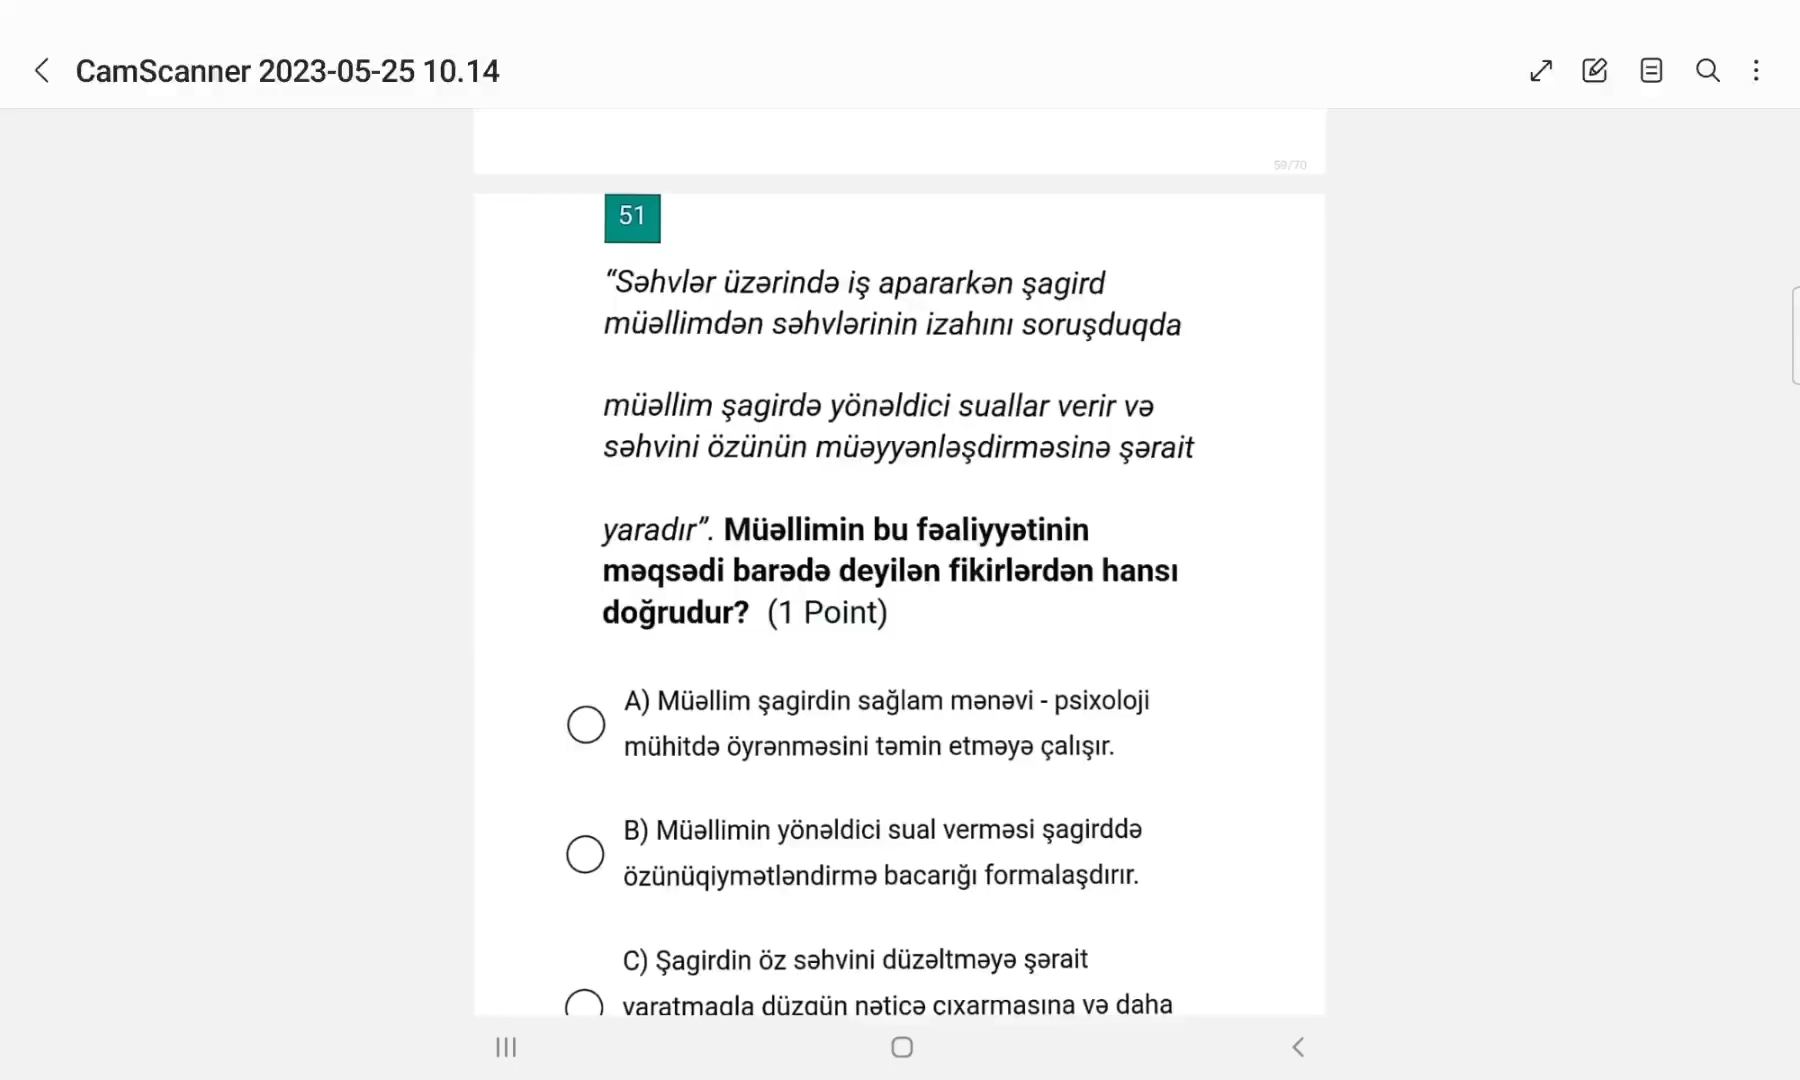 CamScanner 2023-05-25 10.14
59/70
51
“Səhvlər üzərində iş apararkən şagird
müəllimdən səhvlərinin izahını soruşduqda
müəllim şagirdə yönəldici suallar verir və
səhvini özünün müəyyənləşdirməsinə şərait
yaradır”. Müəllimin bu fəaliyyətinin
məqsədi barədə deyilən fikirlərdən hansı
doğrudur? (1 Point)
A) Müəllim şagirdin sağlam mənəvi - psixoloji
mühitdə öyrənməsini təmin etməyə çalışır.
B) Müəllimin yönəldici sual verməsi şagirddə
özünüqiymətləndirmə bacarığı formalaşdırır.
C) Şagirdin öz səhvini düzəltməyə şərait
yaratmaqla düzgün nəticə çıxarmasına və daha